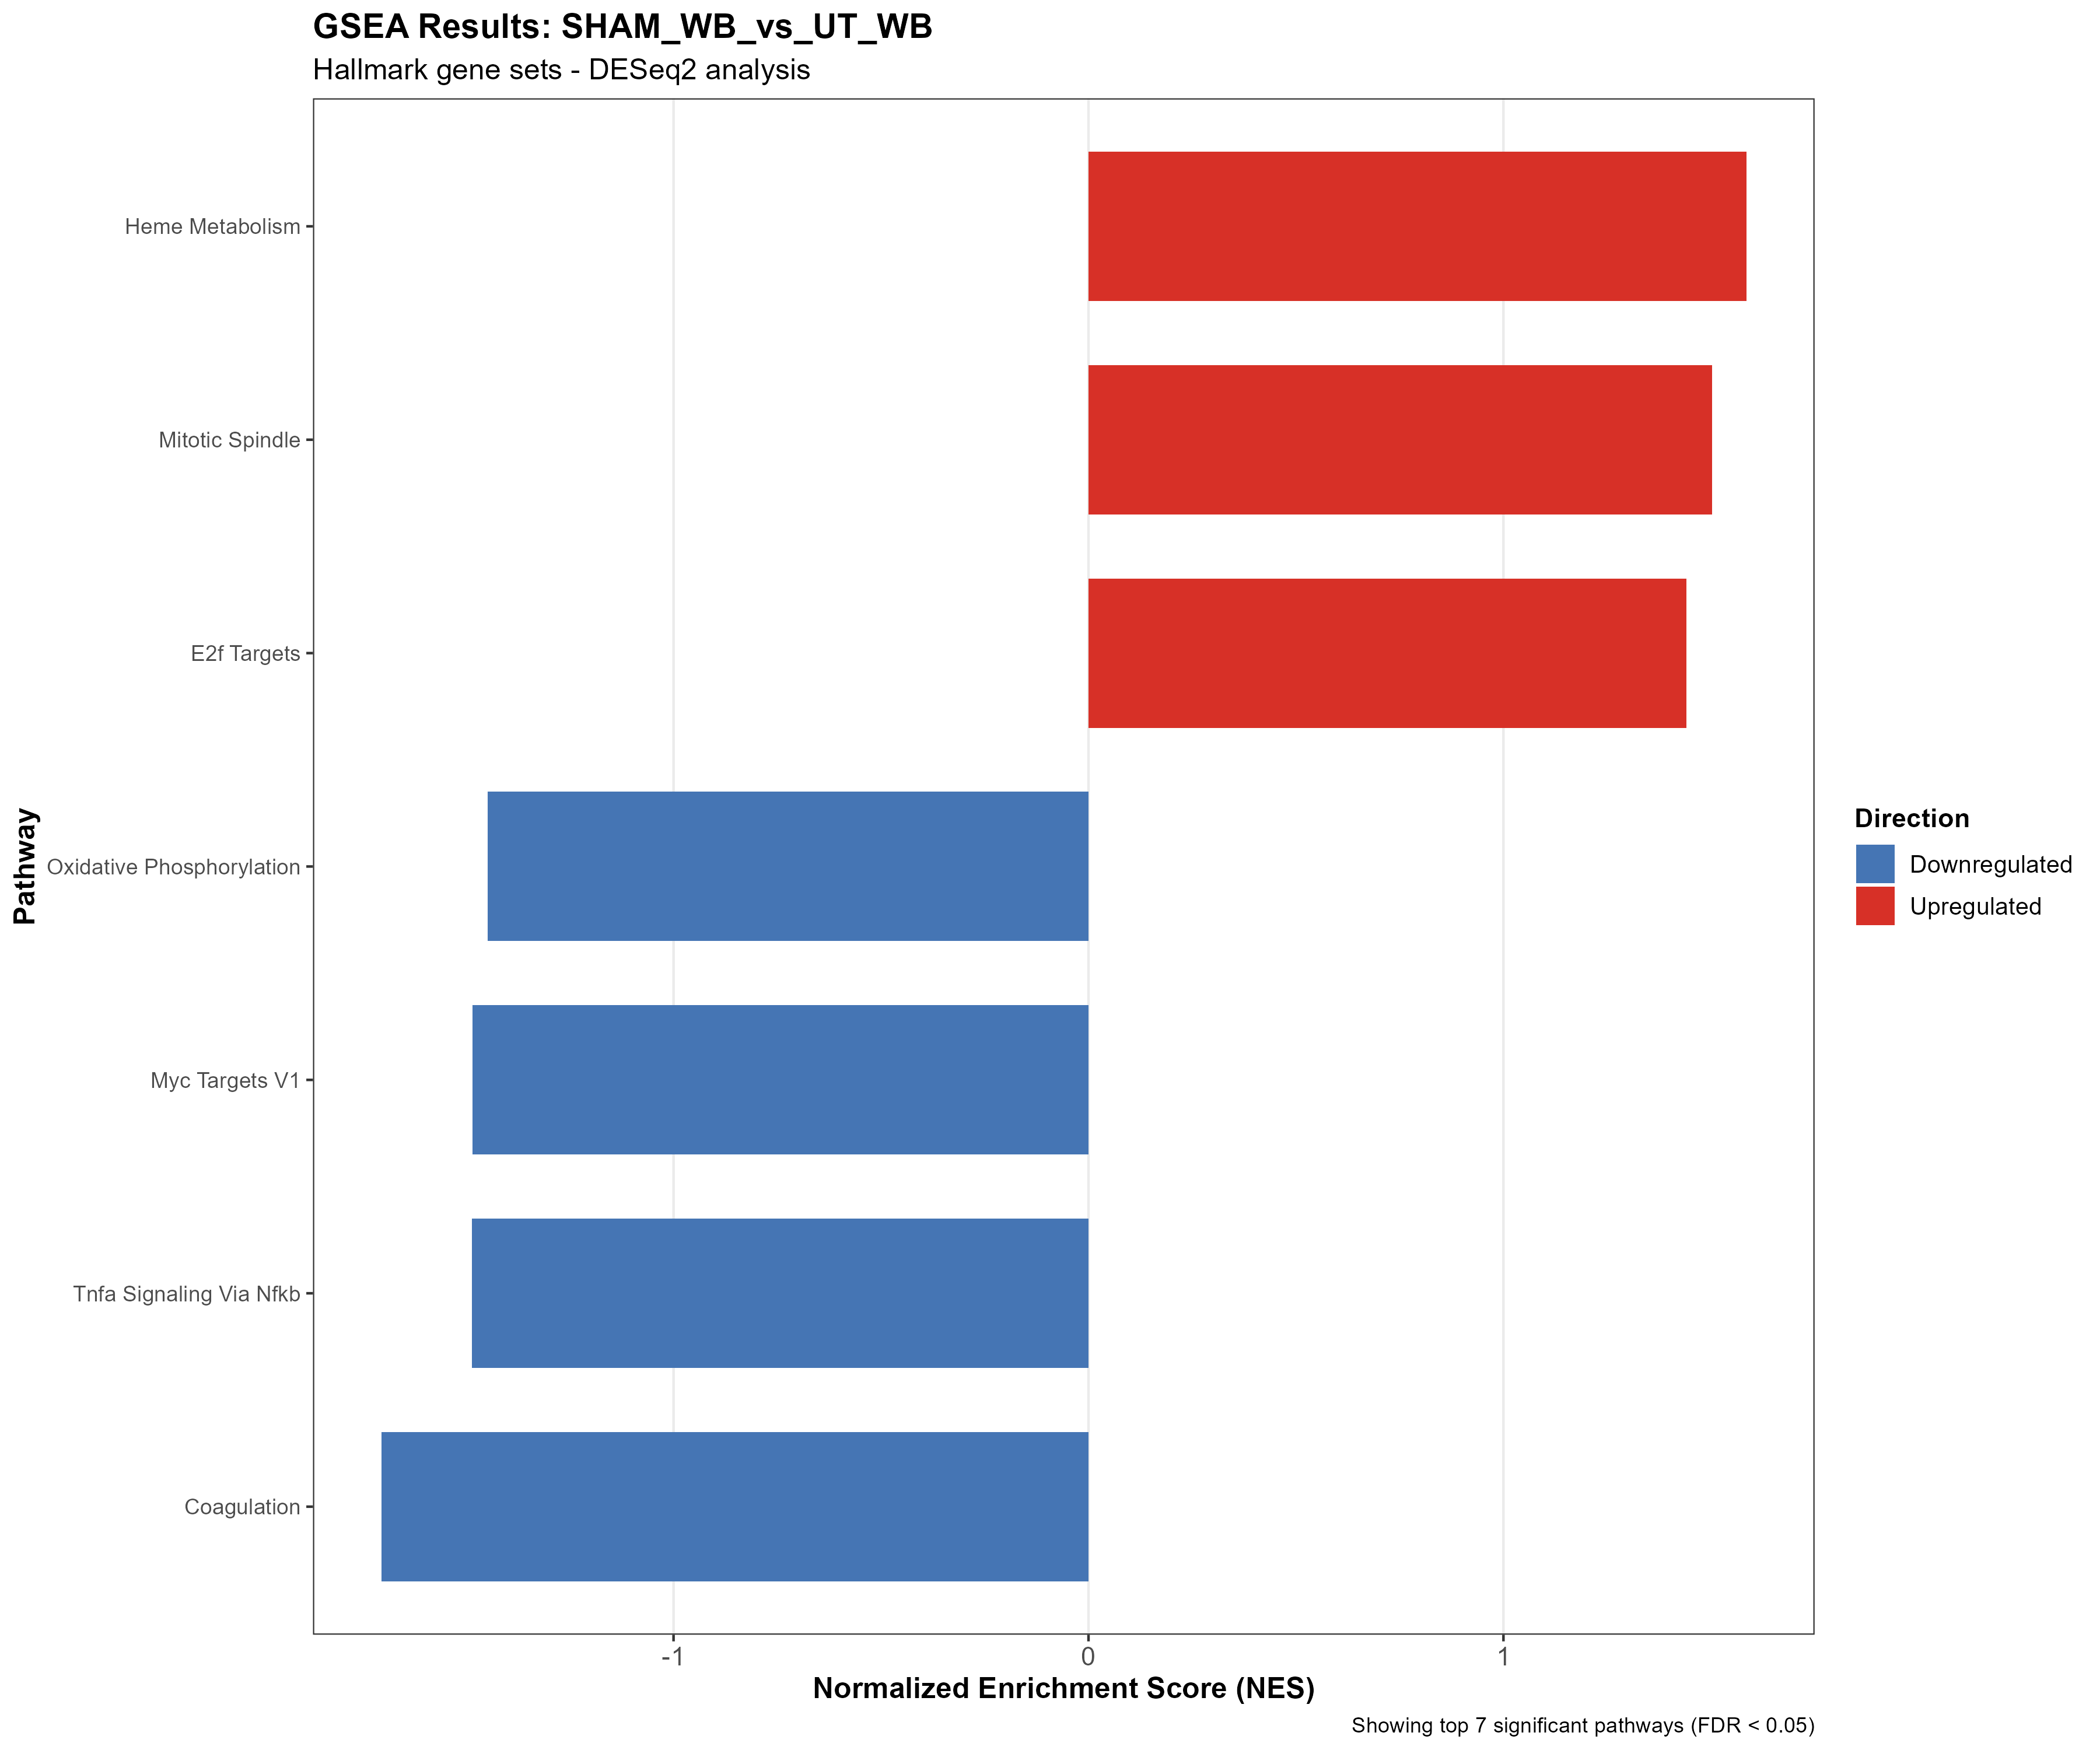 GSEA Results: SHAM_WB_vs_UT_WB
Hallmark gene sets - DESeq2 analysis
Pathway
Heme Metabolism
Mitotic Spindle
E2f Targets
Oxidative Phosphorylation
Myc Targets V1
Tnfa Signaling Via Nfkb
Coagulation
-1
0
1
Normalized Enrichment Score (NES)
Direction
Downregulated
Upregulated
Showing top 7 significant pathways (FDR < 0.05)